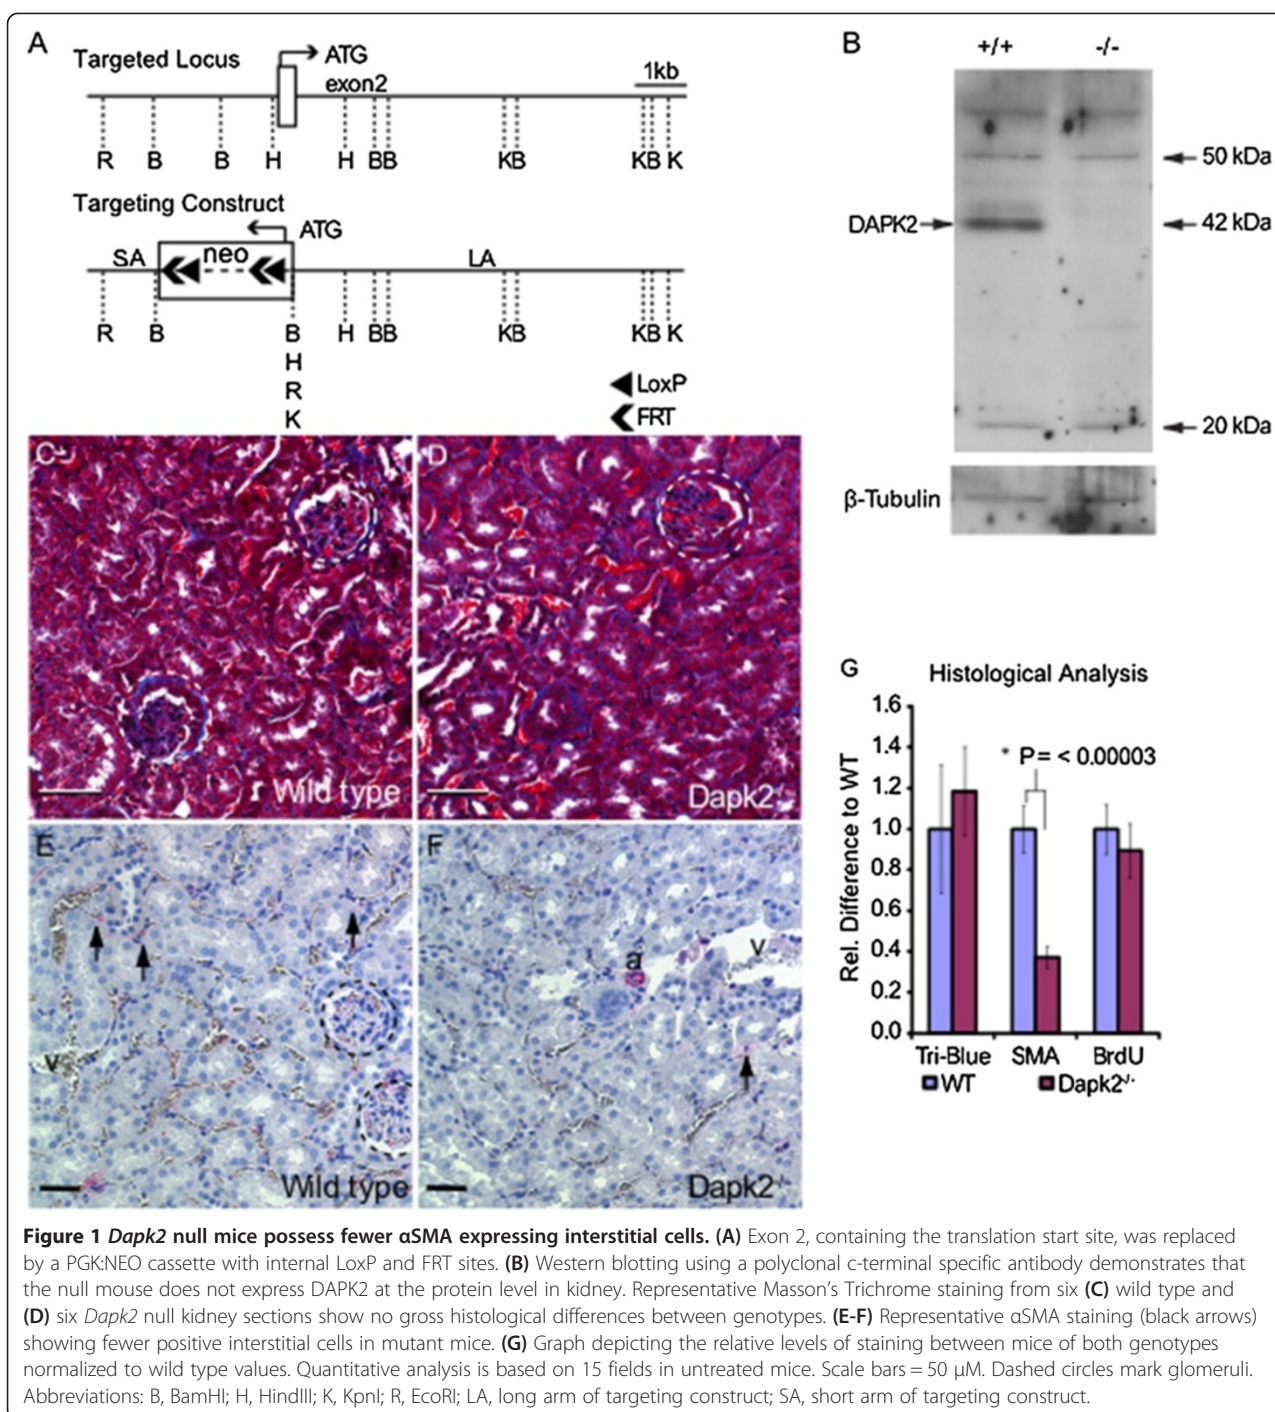 A
Targeted Locus
ATG
exon2
1kb
R B B H H BB KB KB K
Targeting Construct
ATG
SA neo LA
R B B H BB KB KB K
H
R
K
LoxP
FRT
B
+/+ -/-
50 kDa
DAPK2 42 kDa
20 kDa
β-Tubulin
C
Wild type
D
Dapk2-/-
E
v
Wild type
F
a
v
Dapk2-/-
G
Histological Analysis
Rel. Difference to WT
1.6
1.4
1.2
1.0
0.8
0.6
0.4
0.2
0.0
* P = < 0.00003
Tri-Blue SMA BrdU
WT Dapk2-/-
Figure 1 Dapk2 null mice possess fewer αSMA expressing interstitial cells. (A) Exon 2, containing the translation start site, was replaced
by a PGK:NEO cassette with internal LoxP and FRT sites. (B) Western blotting using a polyclonal c-terminal specific antibody demonstrates that
the null mouse does not express DAPK2 at the protein level in kidney. Representative Masson's Trichrome staining from six (C) wild type and
(D) six Dapk2 null kidney sections show no gross histological differences between genotypes. (E-F) Representative αSMA staining (black arrows)
showing fewer positive interstitial cells in mutant mice. (G) Graph depicting the relative levels of staining between mice of both genotypes
normalized to wild type values. Quantitative analysis is based on 15 fields in untreated mice. Scale bars = 50 μM. Dashed circles mark glomeruli.
Abbreviations: B, BamHI; H, HindIII; K, KpnI; R, EcoRI; LA, long arm of targeting construct; SA, short arm of targeting construct.